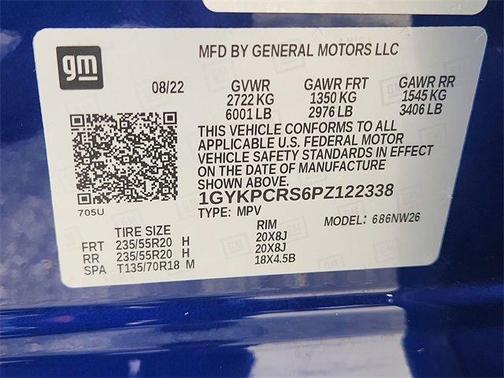 gm
MFD BY GENERAL MOTORS LLC
08/22 GVWR GAWR FRT GAWR RR
2722 KG 1350 KG 1545 KG
6001 LB 2976 LB 3406 LB
THIS VEHICLE CONFORMS TO ALL
APPLICABLE U.S. FEDERAL MOTOR
VEHICLE SAFETY STANDARDS IN EFFECT
ON THE DATE OF MANUFACTURE
SHOWN ABOVE.
1GYKPCRS6PZ122338
705U TYPE: MPV MODEL: 686NW26
TIRE SIZE RIM
FRT 235/55R20 H 20X8J
RR 235/55R20 H 20X8J
SPA T135/70R18 M 18X4.5B